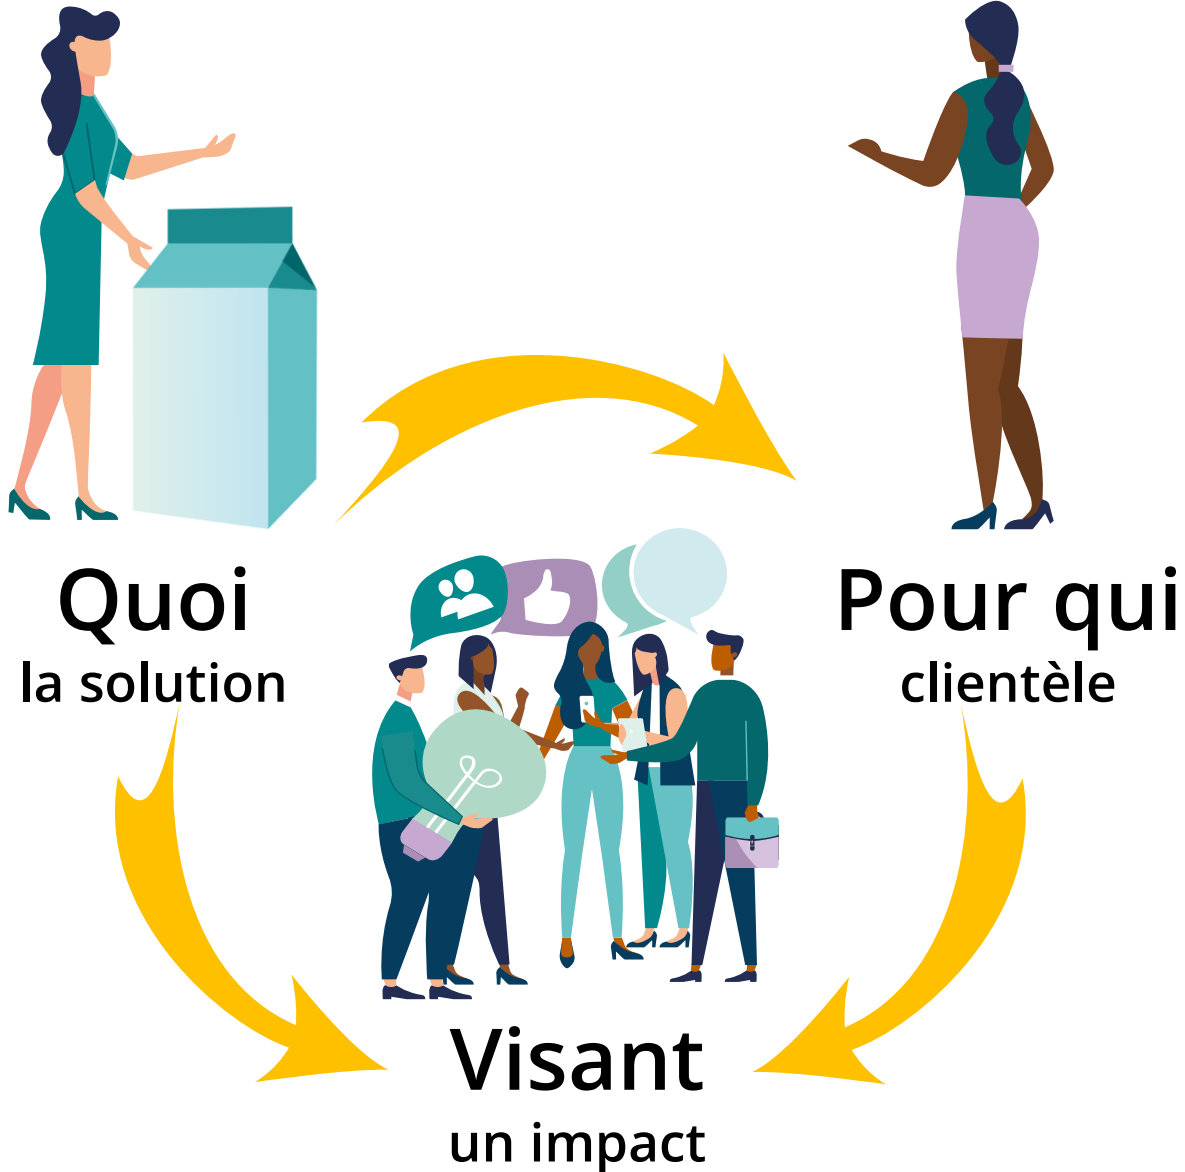 Quoi
la solution
Pour qui
clientèle
Visant
un impact